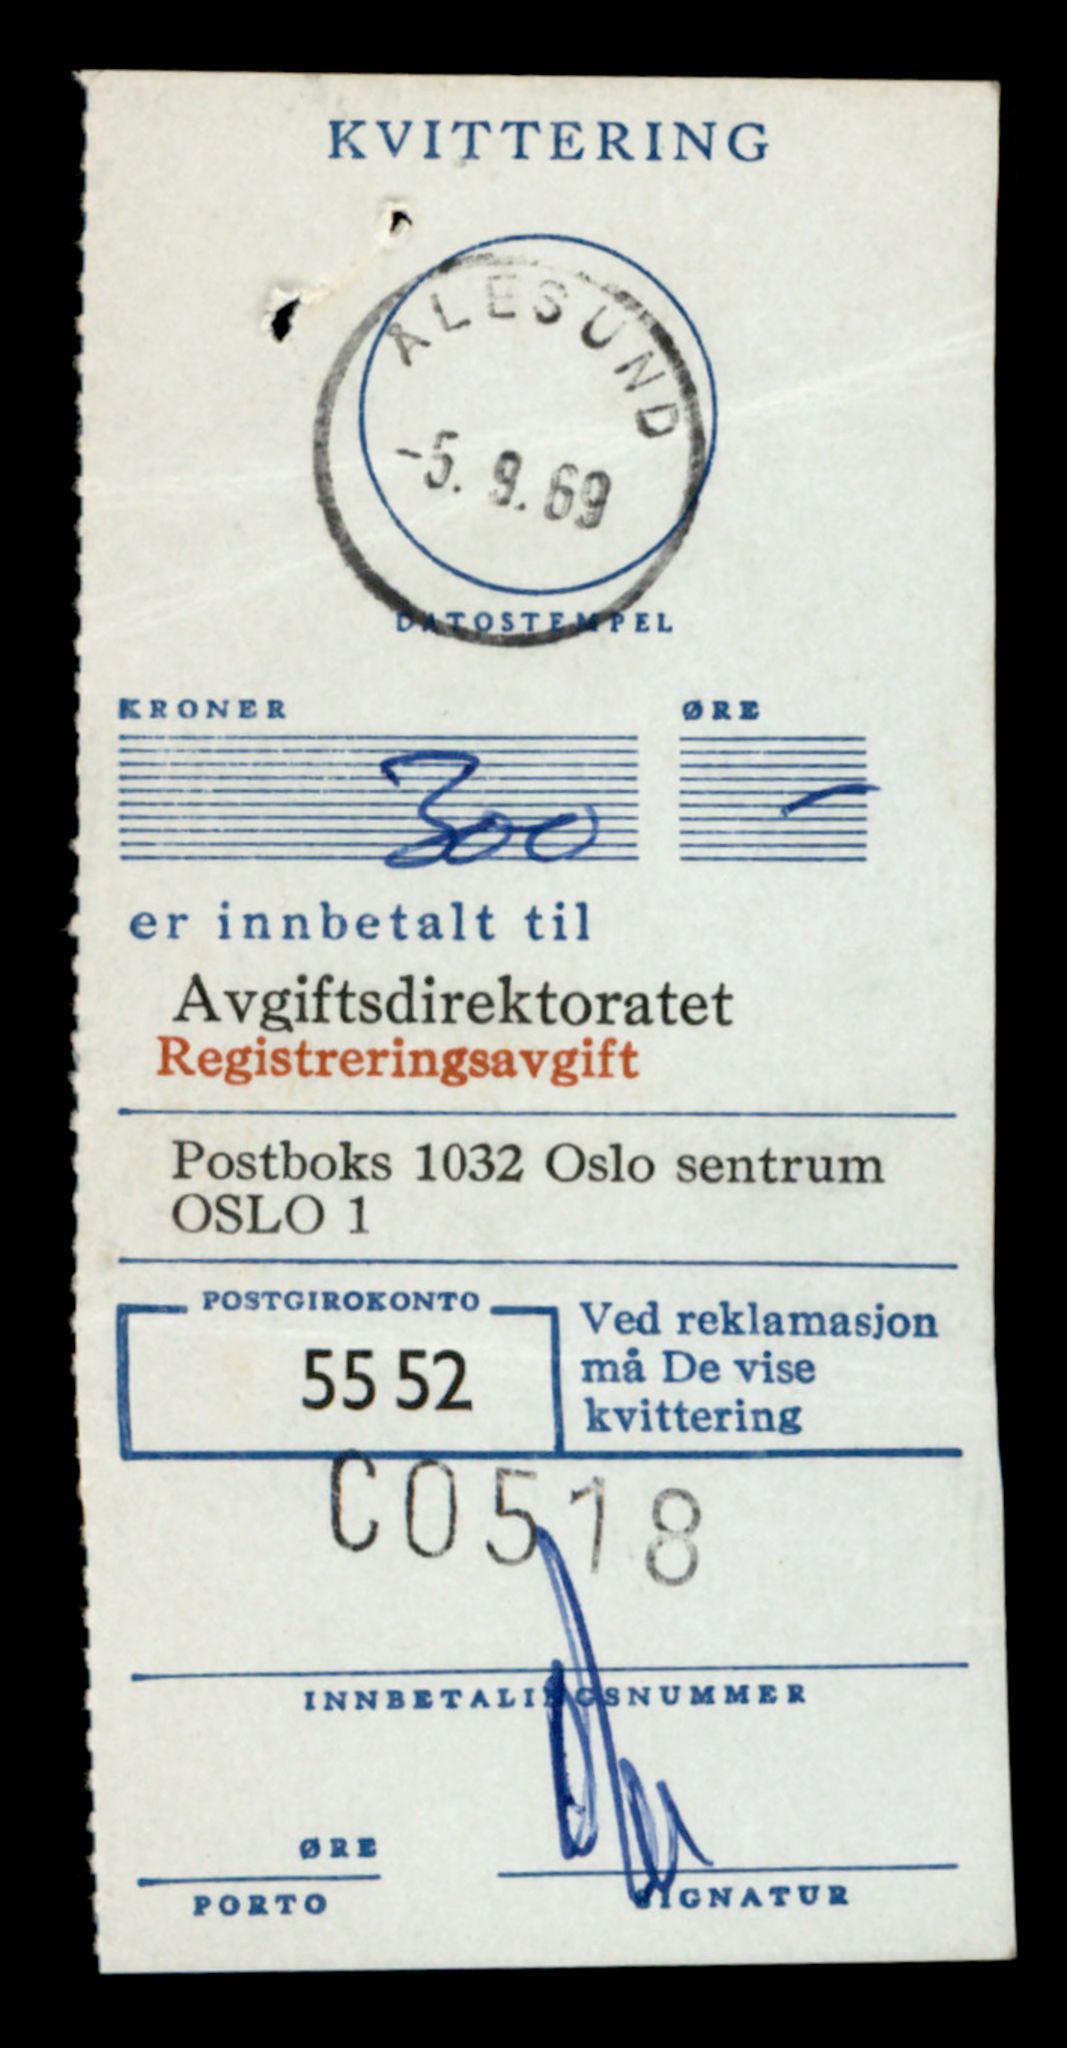 KVITTERING
ÅLESUND
-5. 9. 69
DATOSTEMPEL
KRONER ØRE
300 –
er innbetalt til
Avgiftsdirektoratet
Registreringsavgift
Postboks 1032 Oslo sentrum
OSLO 1
POSTGIROKONTO
55 52
Ved reklamasjon
må De vise
kvittering
C0518
INNBETALINGSNUMMER
ØRE
PORTO
SIGNATUR